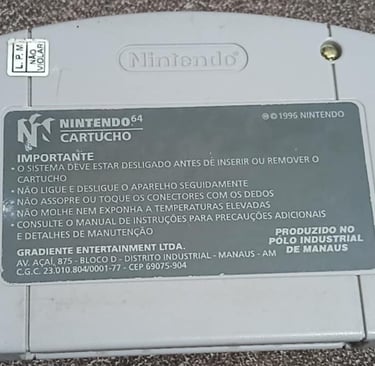 L. P. M.
NÃO
VIOLAR
Nintendo
NINTENDO 64
CARTUCHO
®©1996 NINTENDO
IMPORTANTE
• O SISTEMA DEVE ESTAR DESLIGADO ANTES DE INSERIR OU REMOVER O
CARTUCHO
• NÃO LIGUE E DESLIGUE O APARELHO SEGUIDAMENTE
• NÃO ASSOPRE OU TOQUE OS CONECTORES COM OS DEDOS
• NÃO MOLHE NEM EXPONHA A TEMPERATURAS ELEVADAS
• CONSULTE O MANUAL DE INSTRUÇÕES PARA PRECAUÇÕES ADICIONAIS
E DETALHES DE MANUTENÇÃO
GRADIENTE ENTERTAINMENT LTDA.
AV. AÇAÍ, 875 - BLOCO D - DISTRITO INDUSTRIAL - MANAUS - AM
C.G.C. 23.010.804/0001-77 - CEP 69075-904
PRODUZIDO NO
PÓLO INDUSTRIAL
DE MANAUS